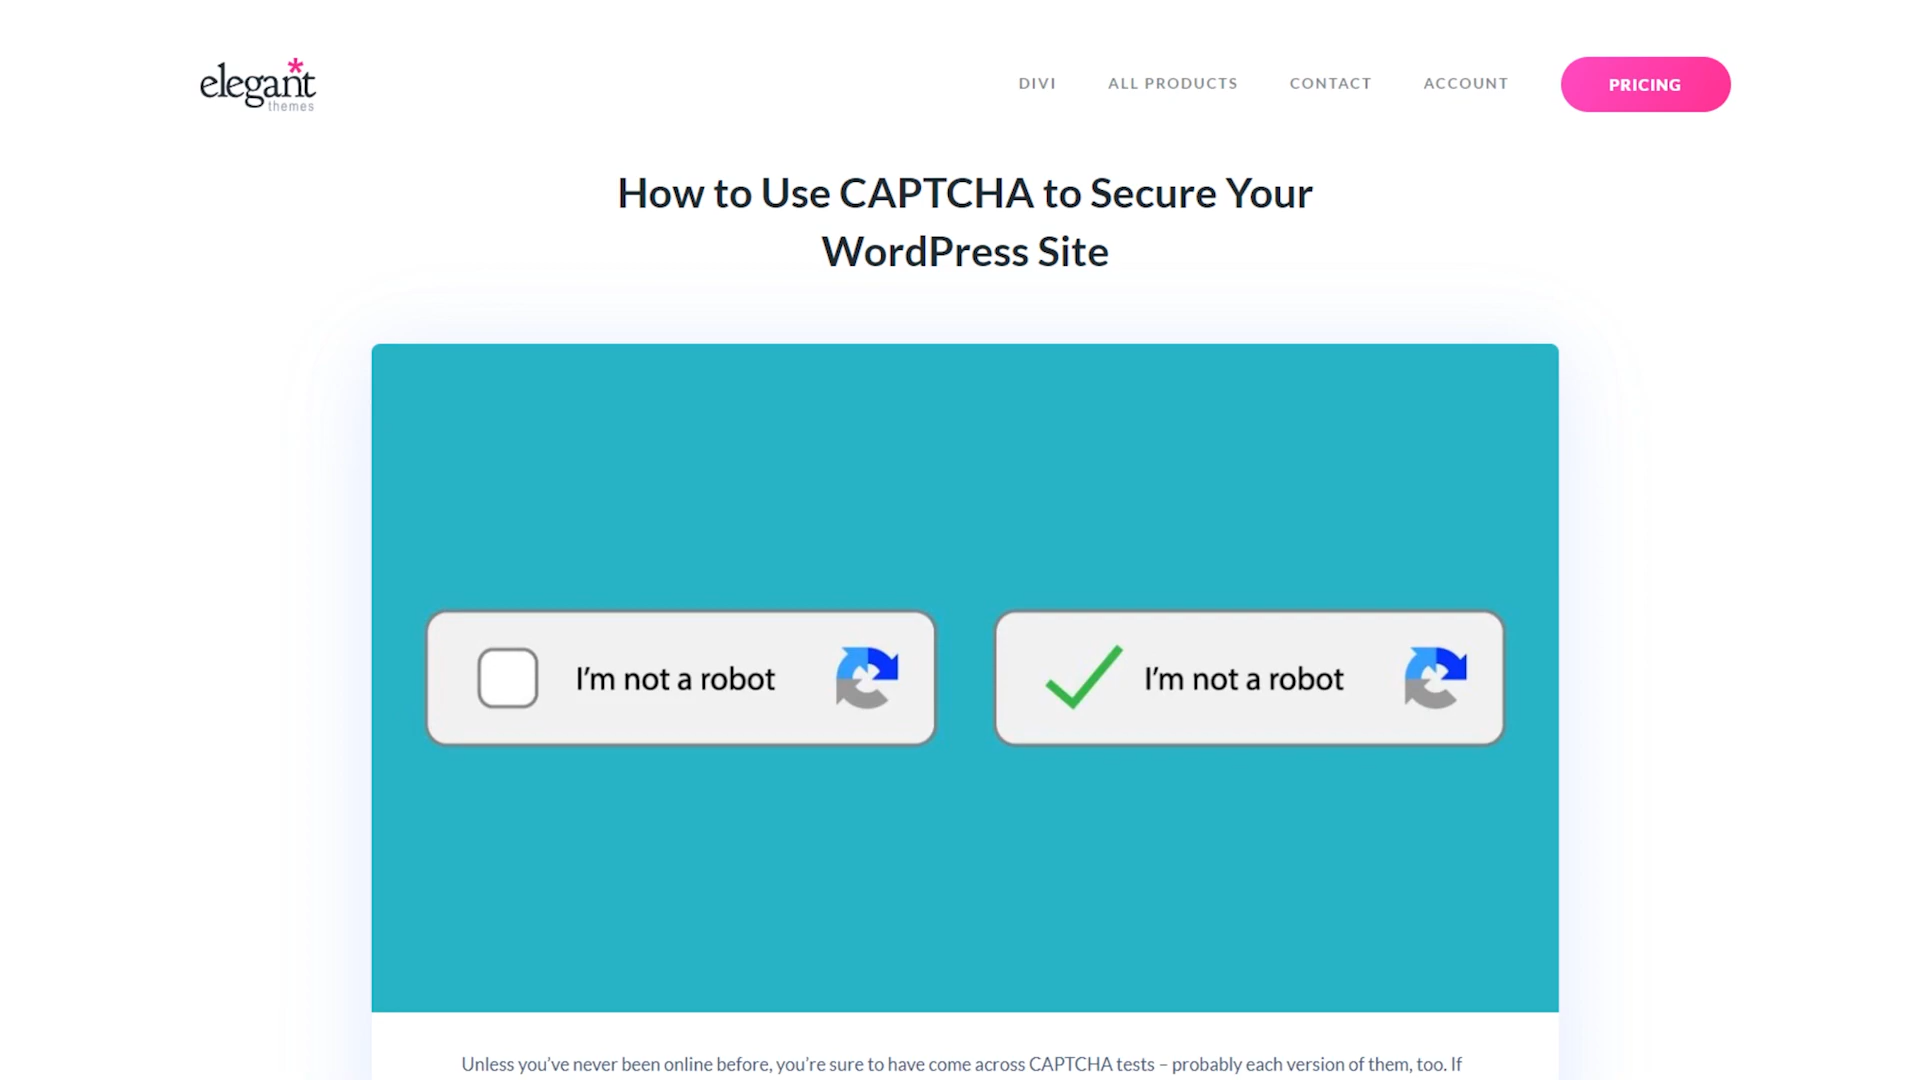 elegant
themes
DIVI
ALL PRODUCTS
CONTACT
ACCOUNT
PRICING
How to Use CAPTCHA to Secure Your
WordPress Site
I'm not a robot
I'm not a robot
Unless you've never been online before, you're sure to have come across CAPTCHA tests – probably each version of them, too. If